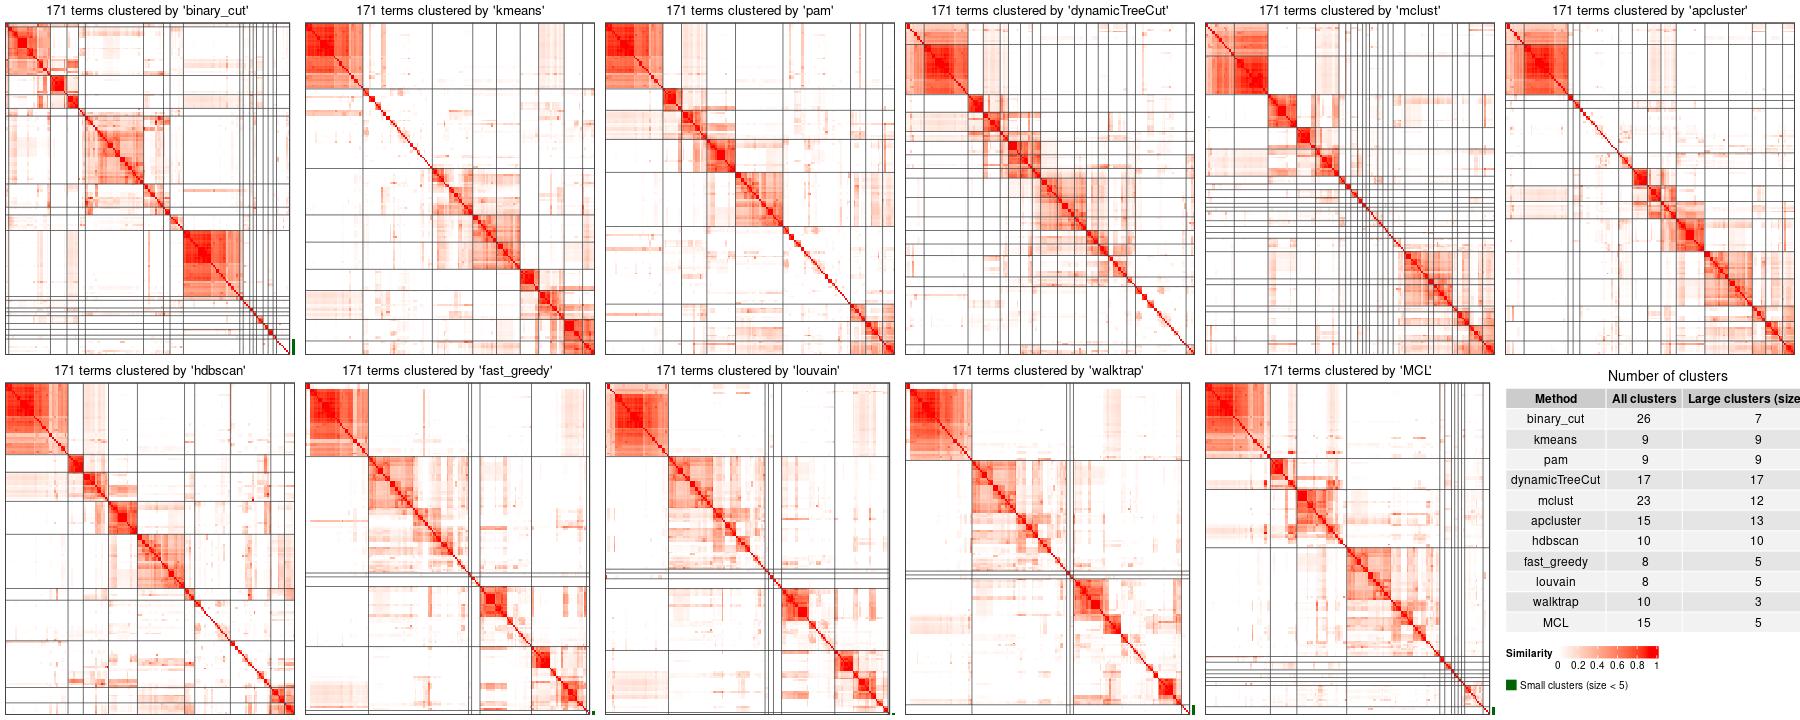 171 terms clustered by 'binary_cut'
171 terms clustered by 'kmeans'
171 terms clustered by 'pam'
171 terms clustered by 'dynamicTreeCut'
171 terms clustered by 'mclust'
171 terms clustered by 'apcluster'
171 terms clustered by 'hdbscan'
171 terms clustered by 'fast_greedy'
171 terms clustered by 'louvain'
171 terms clustered by 'walktrap'
171 terms clustered by 'MCL'
Number of clusters
Method All clusters Large clusters (size
binary_cut 26 7
kmeans 9 9
pam 9 9
dynamicTreeCut 17 17
mclust 23 12
apcluster 15 13
hdbscan 10 10
fast_greedy 8 5
louvain 8 5
walktrap 10 3
MCL 15 5
Similarity
0 0.2 0.4 0.6 0.8 1
Small clusters (size < 5)